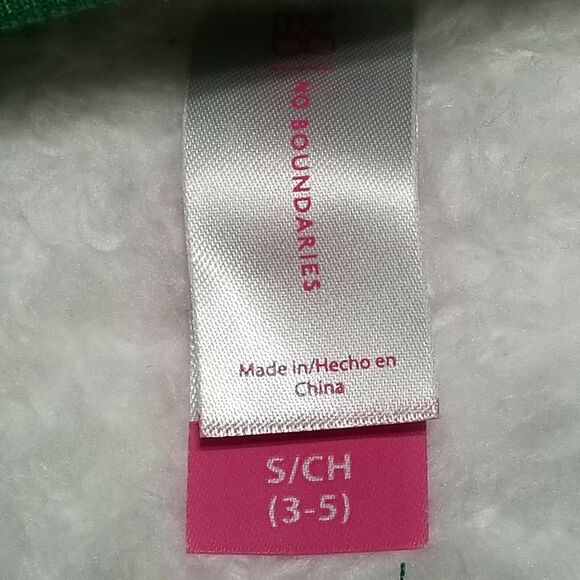 NO BOUNDARIES
Made in/Hecho en
China
S/CH
(3-5)